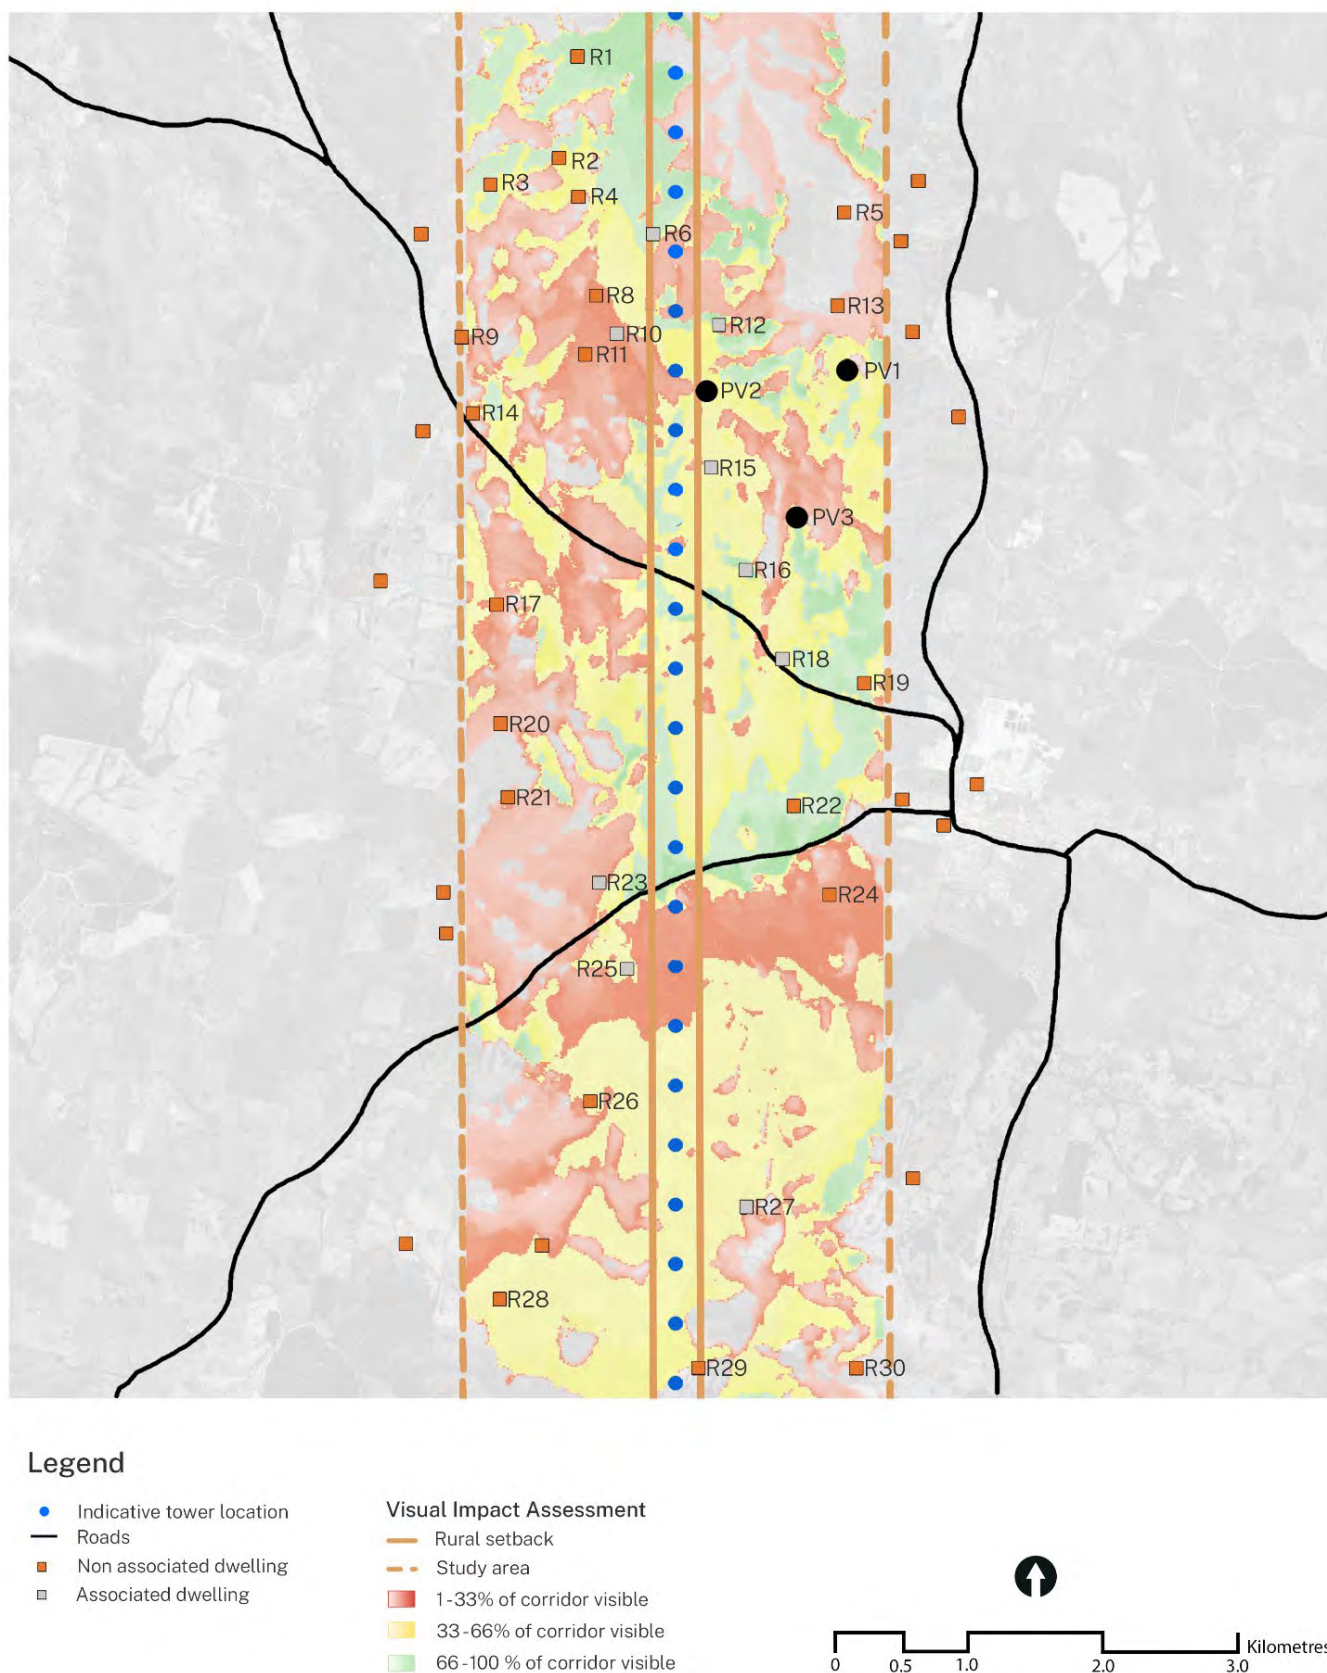 R1
R2
R3
R4
R5
R6
R8
R13
R12
R10
R9
R11
PV1
PV2
R14
R15
PV3
R16
R17
R18
R19
R20
R21
R22
R23
R24
R25
R26
R27
R28
R29
R30
Legend
Indicative tower location
Roads
Non associated dwelling
Associated dwelling
Visual Impact Assessment
Rural setback
Study area
1-33% of corridor visible
33-66% of corridor visible
66-100 % of corridor visible
Kilometres
0 0.5 1.0 2.0 3.0